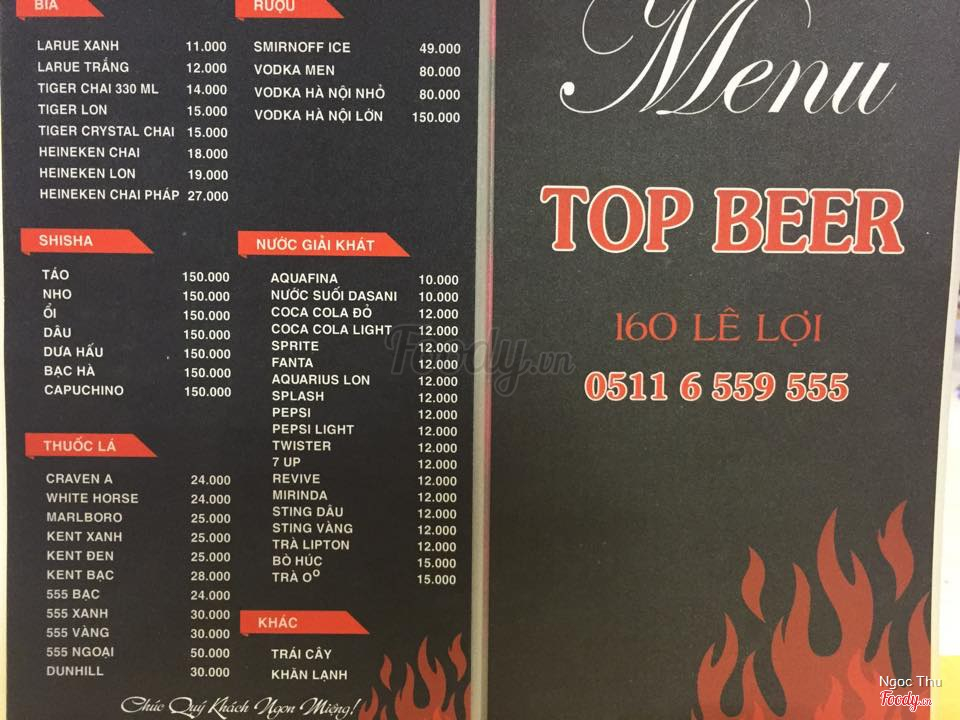 BIA
LARUE XANH 11.000
LARUE TRẮNG 12.000
TIGER CHAI 330 ML 14.000
TIGER LON 15.000
TIGER CRYSTAL CHAI 15.000
HEINEKEN CHAI 18.000
HEINEKEN LON 19.000
HEINEKEN CHAI PHÁP 27.000
SHISHA
TÁO 150.000
NHO 150.000
ỔI 150.000
DÂU 150.000
DƯA HẤU 150.000
BẠC HÀ 150.000
CAPUCHINO 150.000
THUỐC LÁ
CRAVEN A 24.000
WHITE HORSE 24.000
MARLBORO 25.000
KENT XANH 25.000
KENT ĐEN 25.000
KENT BẠC 28.000
555 BẠC 24.000
555 XANH 30.000
555 VÀNG 30.000
555 NGOẠI 50.000
DUNHILL 30.000
RƯỢU
SMIRNOFF ICE 49.000
VODKA MEN 80.000
VODKA HÀ NỘI NHỎ 80.000
VODKA HÀ NỘI LỚN 150.000
NƯỚC GIẢI KHÁT
AQUAFINA 10.000
NƯỚC SUỐI DASANI 10.000
COCA COLA ĐỎ 12.000
COCA COLA LIGHT 12.000
SPRITE 12.000
FANTA 12.000
AQUARIUS LON 12.000
SPLASH 12.000
PEPSI 12.000
PEPSI LIGHT 12.000
TWISTER 12.000
7 UP 12.000
REVIVE 12.000
MIRINDA 12.000
STING DÂU 12.000
STING VÀNG 12.000
TRÀ LIPTON 12.000
BÒ HÚC 15.000
TRÀ O° 15.000
KHÁC
TRÁI CÂY
KHĂN LẠNH
Chúc Quý Khách Ngon Miệng!
Menu
TOP BEER
160 LÊ LỢI
0511 6 559 555
Foody.vn
Ngọc Thu
Foody.vn